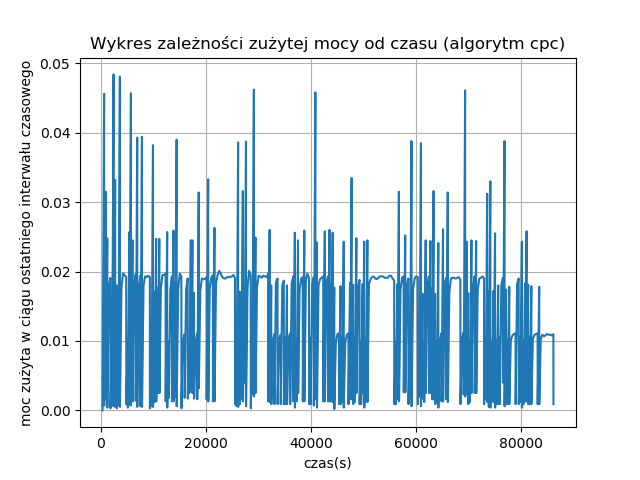 Wykres zależności zużytej mocy od czasu (algorytm cpc)
moc zużyta w ciągu ostatniego interwału czasowego
0.05
0.04
0.03
0.02
0.01
0.00
0 20000 40000 60000 80000
czas(s)